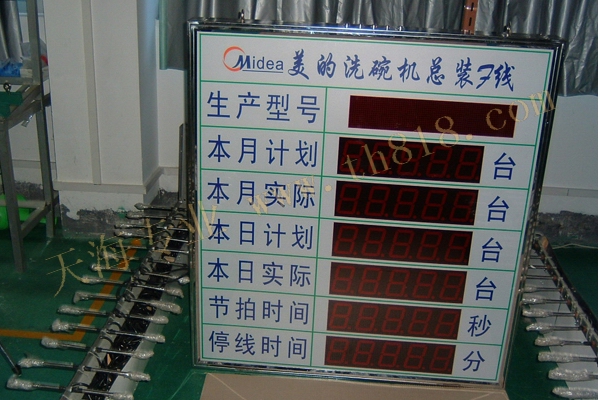 Midea 美的洗碗机总装F线
生产型号
本月计划 台
本月实际 台
本日计划 台
本日实际 台
节拍时间 秒
停线时间 分
www.th818.com